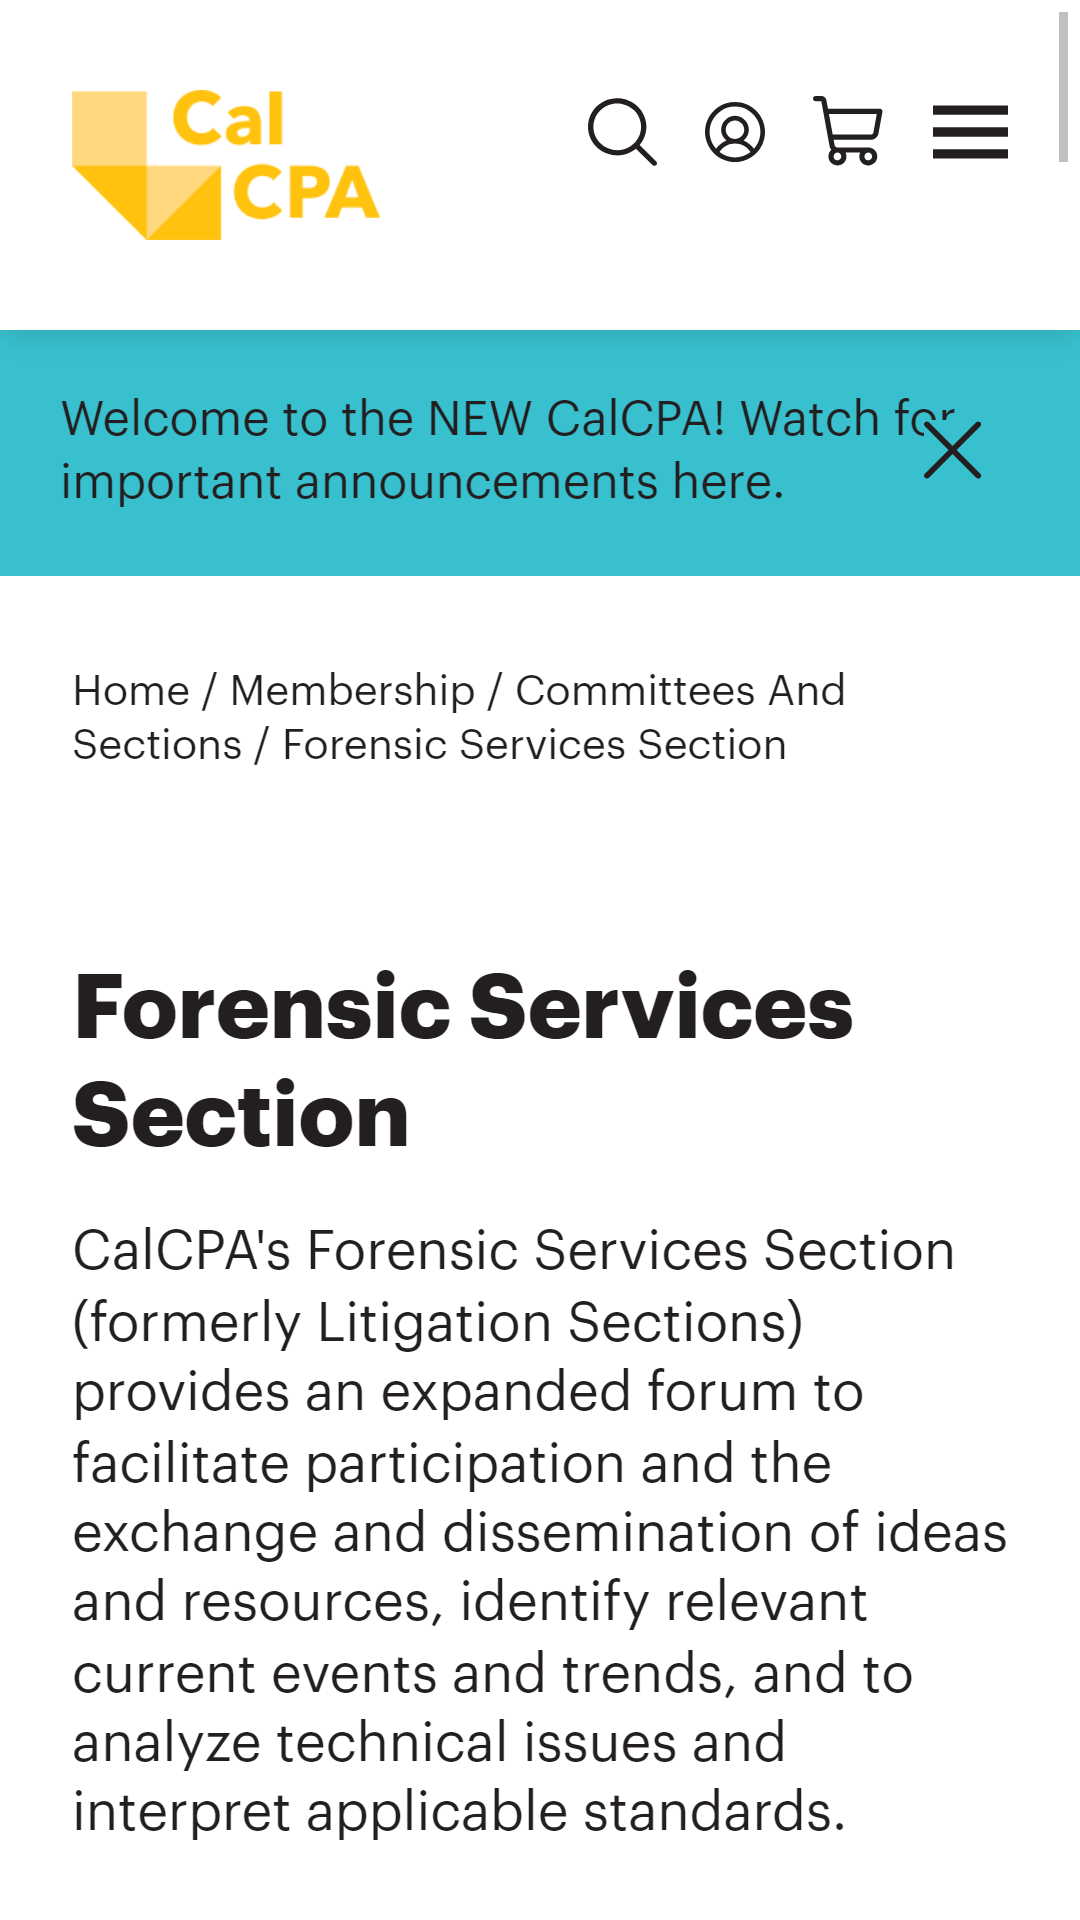 Cal
CPA
Welcome to the NEW CalCPA! Watch for
important announcements here.
Home / Membership / Committees And
Sections / Forensic Services Section
Forensic Services
Section
CalCPA's Forensic Services Section
(formerly Litigation Sections)
provides an expanded forum to
facilitate participation and the
exchange and dissemination of ideas
and resources, identify relevant
current events and trends, and to
analyze technical issues and
interpret applicable standards.